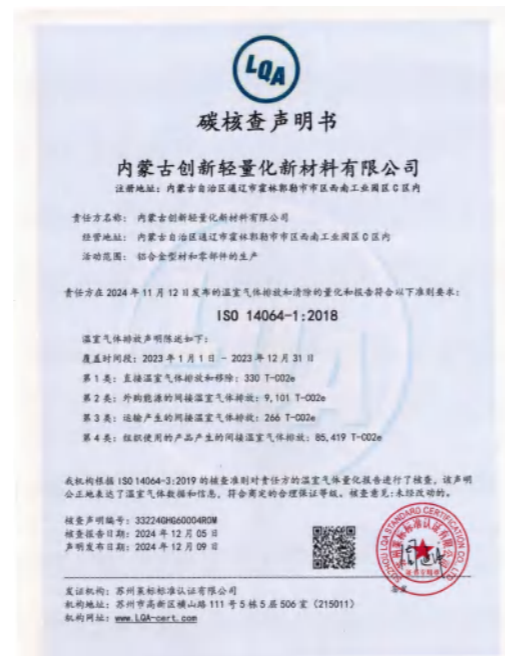 LQA
碳核查声明书
内蒙古创新轻量化新材料有限公司
注册地址：内蒙古自治区通辽市霍林郭勒市市区西南工业园区C区内
责任方名称：内蒙古创新轻量化新材料有限公司
经营地址：内蒙古自治区通辽市霍林郭勒市市区西南工业园区C区内
活动范围：铝合金型材和零部件的生产
责任方在2024年11月12日发布的温室气体排放和清除的量化和报告符合以下准则要求：
ISO 14064-1:2018
温室气体排放声明陈述如下：
覆盖时间段：2023年1月1日 - 2023年12月31日
第1类：直接温室气体排放和移除：330 T-CO2e
第2类：外购能源的间接温室气体排放：9,101 T-CO2e
第3类：运输产生的间接温室气体排放：266 T-CO2e
第4类：组织使用的产品产生的间接温室气体排放：85,419 T-CO2e
我机构根据ISO 14064-3:2019的核查准则对责任方的温室气体量化报告进行了核查，该声明
公正地表达了温室气体数据和信息，符合商定的合理保证等级。核查意见：未经改动的。
核查声明编号：33224GHG60004R0M
核查报告日期：2024年12月05日
声明发布日期：2024年12月09日
SUZHOU LQA STANDARD CERTIFICATION CO., LTD
发证机构：苏州莱标标准认证有限公司
机构地址：苏州市高新区横山路111号5栋5层506室（215011）
机构网址：www.LQA-cert.com